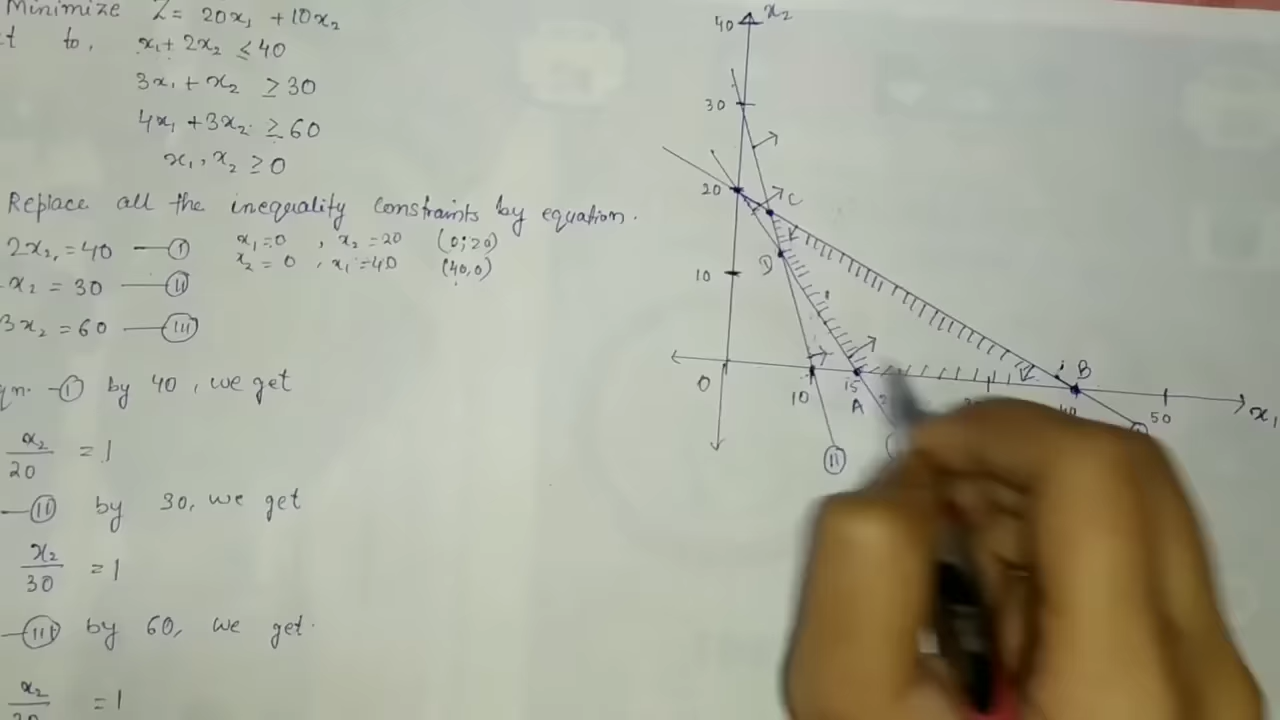 Minimize Z = 20x₁ + 10x₂
t to, x₁ + 2x₂ ≤ 40
3x₁ + x₂ ≥ 30
4x₁ + 3x₂ ≥ 60
x₁, x₂ ≥ 0
Replace all the inequality constraints by equation.
2x₂ = 40 — Ⓘ x₁ = 0, x₂ = 20 (0, 20)
x₂ = 0, x₁ = 40 (40, 0)
x₂ = 30 — Ⓘ︎Ⓘ
3x₂ = 60 — (III)
qn. – Ⓘ by 40, we get
x₂/20 = 1
– (II) by 30, we get
x₂/30 = 1
– (III) by 60, we get.
x₂/20 = 1
x₂
40
30
20
C
D
10
B
O
10
15
40
50
x₁
A
(II)